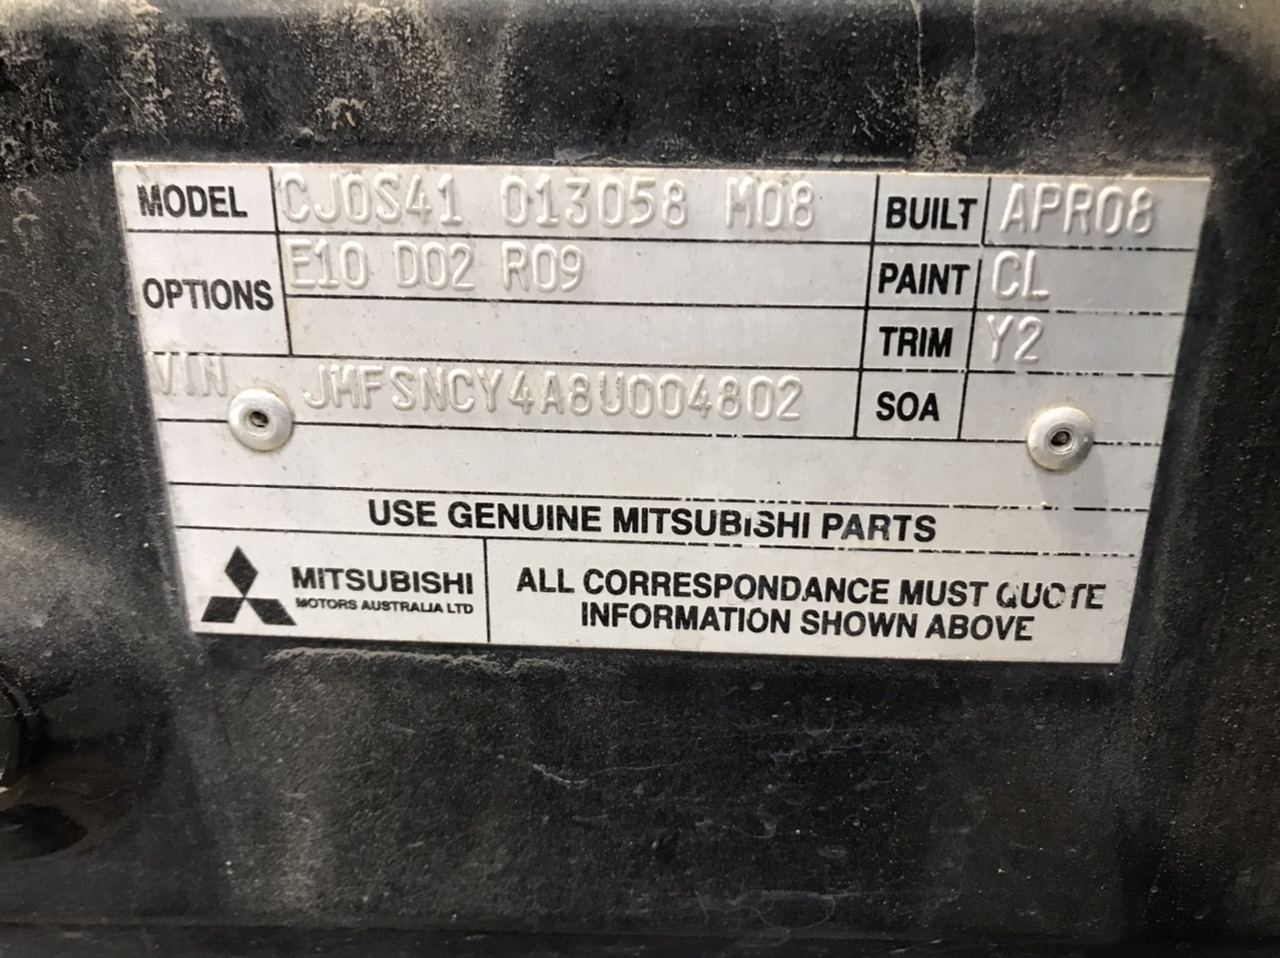 MODEL CJ0S41 013058 M08 BUILT APR08
OPTIONS E10 D02 R09 PAINT CL
TRIM Y2
VIN JMFSNCY4A8U004802 SOA
USE GENUINE MITSUBISHI PARTS
MITSUBISHI
MOTORS AUSTRALIA LTD
ALL CORRESPONDANCE MUST QUOTE
INFORMATION SHOWN ABOVE